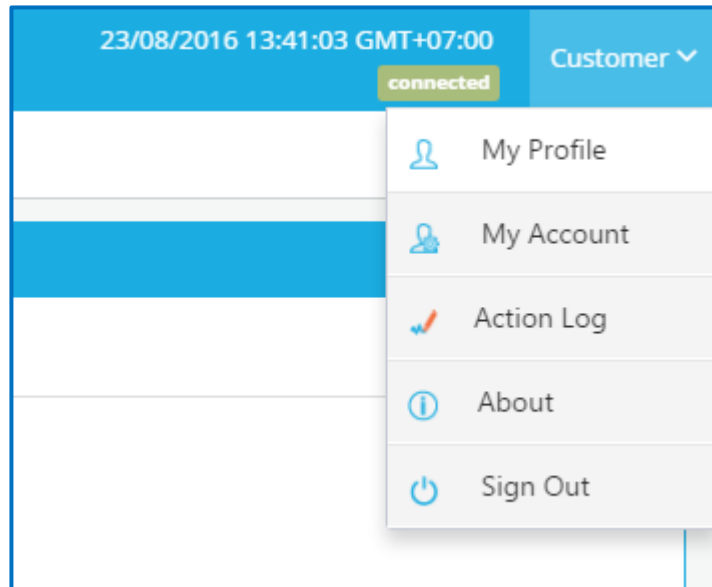 23/08/2016 13:41:03 GMT+07:00
connected
Customer
My Profile
My Account
Action Log
About
Sign Out